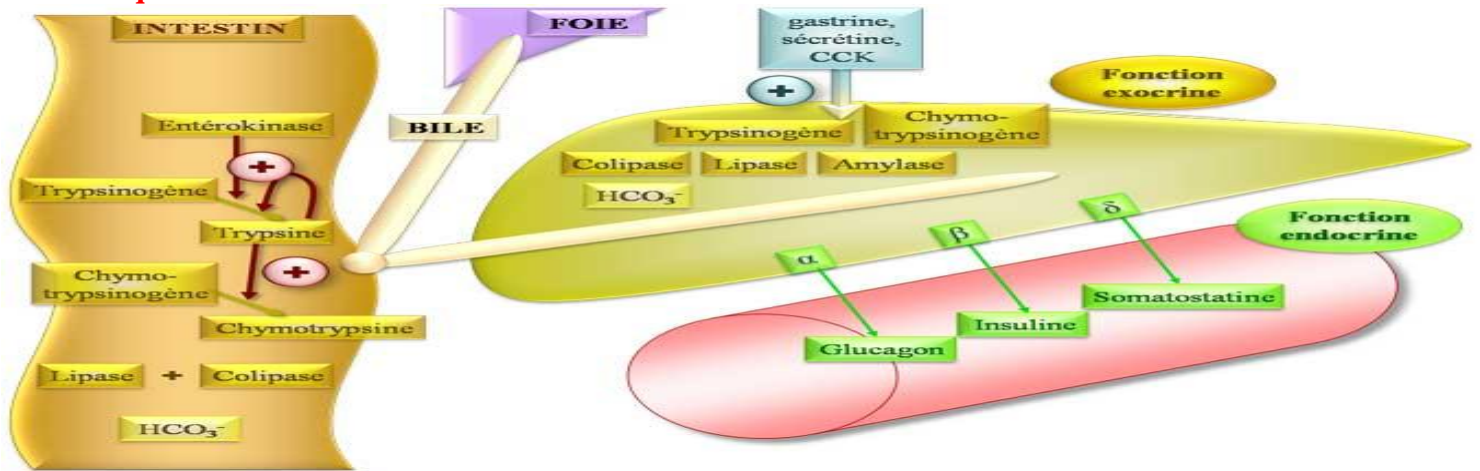 INTESTIN
FOIE
gastrine,
sécrétine,
CCK
Fonction
exocrine
+
Entérokinase
BILE
Trypsinogène
Chymo-
trypsinogène
+
Colipase
Lipase
Amylase
Trypsinogène
HCO₃⁻
Trypsine
δ
Fonction
endocrine
β
α
+
Chymo-
trypsinogène
Somatostatine
Chymotrypsine
Insuline
Glucagon
Lipase + Colipase
HCO₃⁻